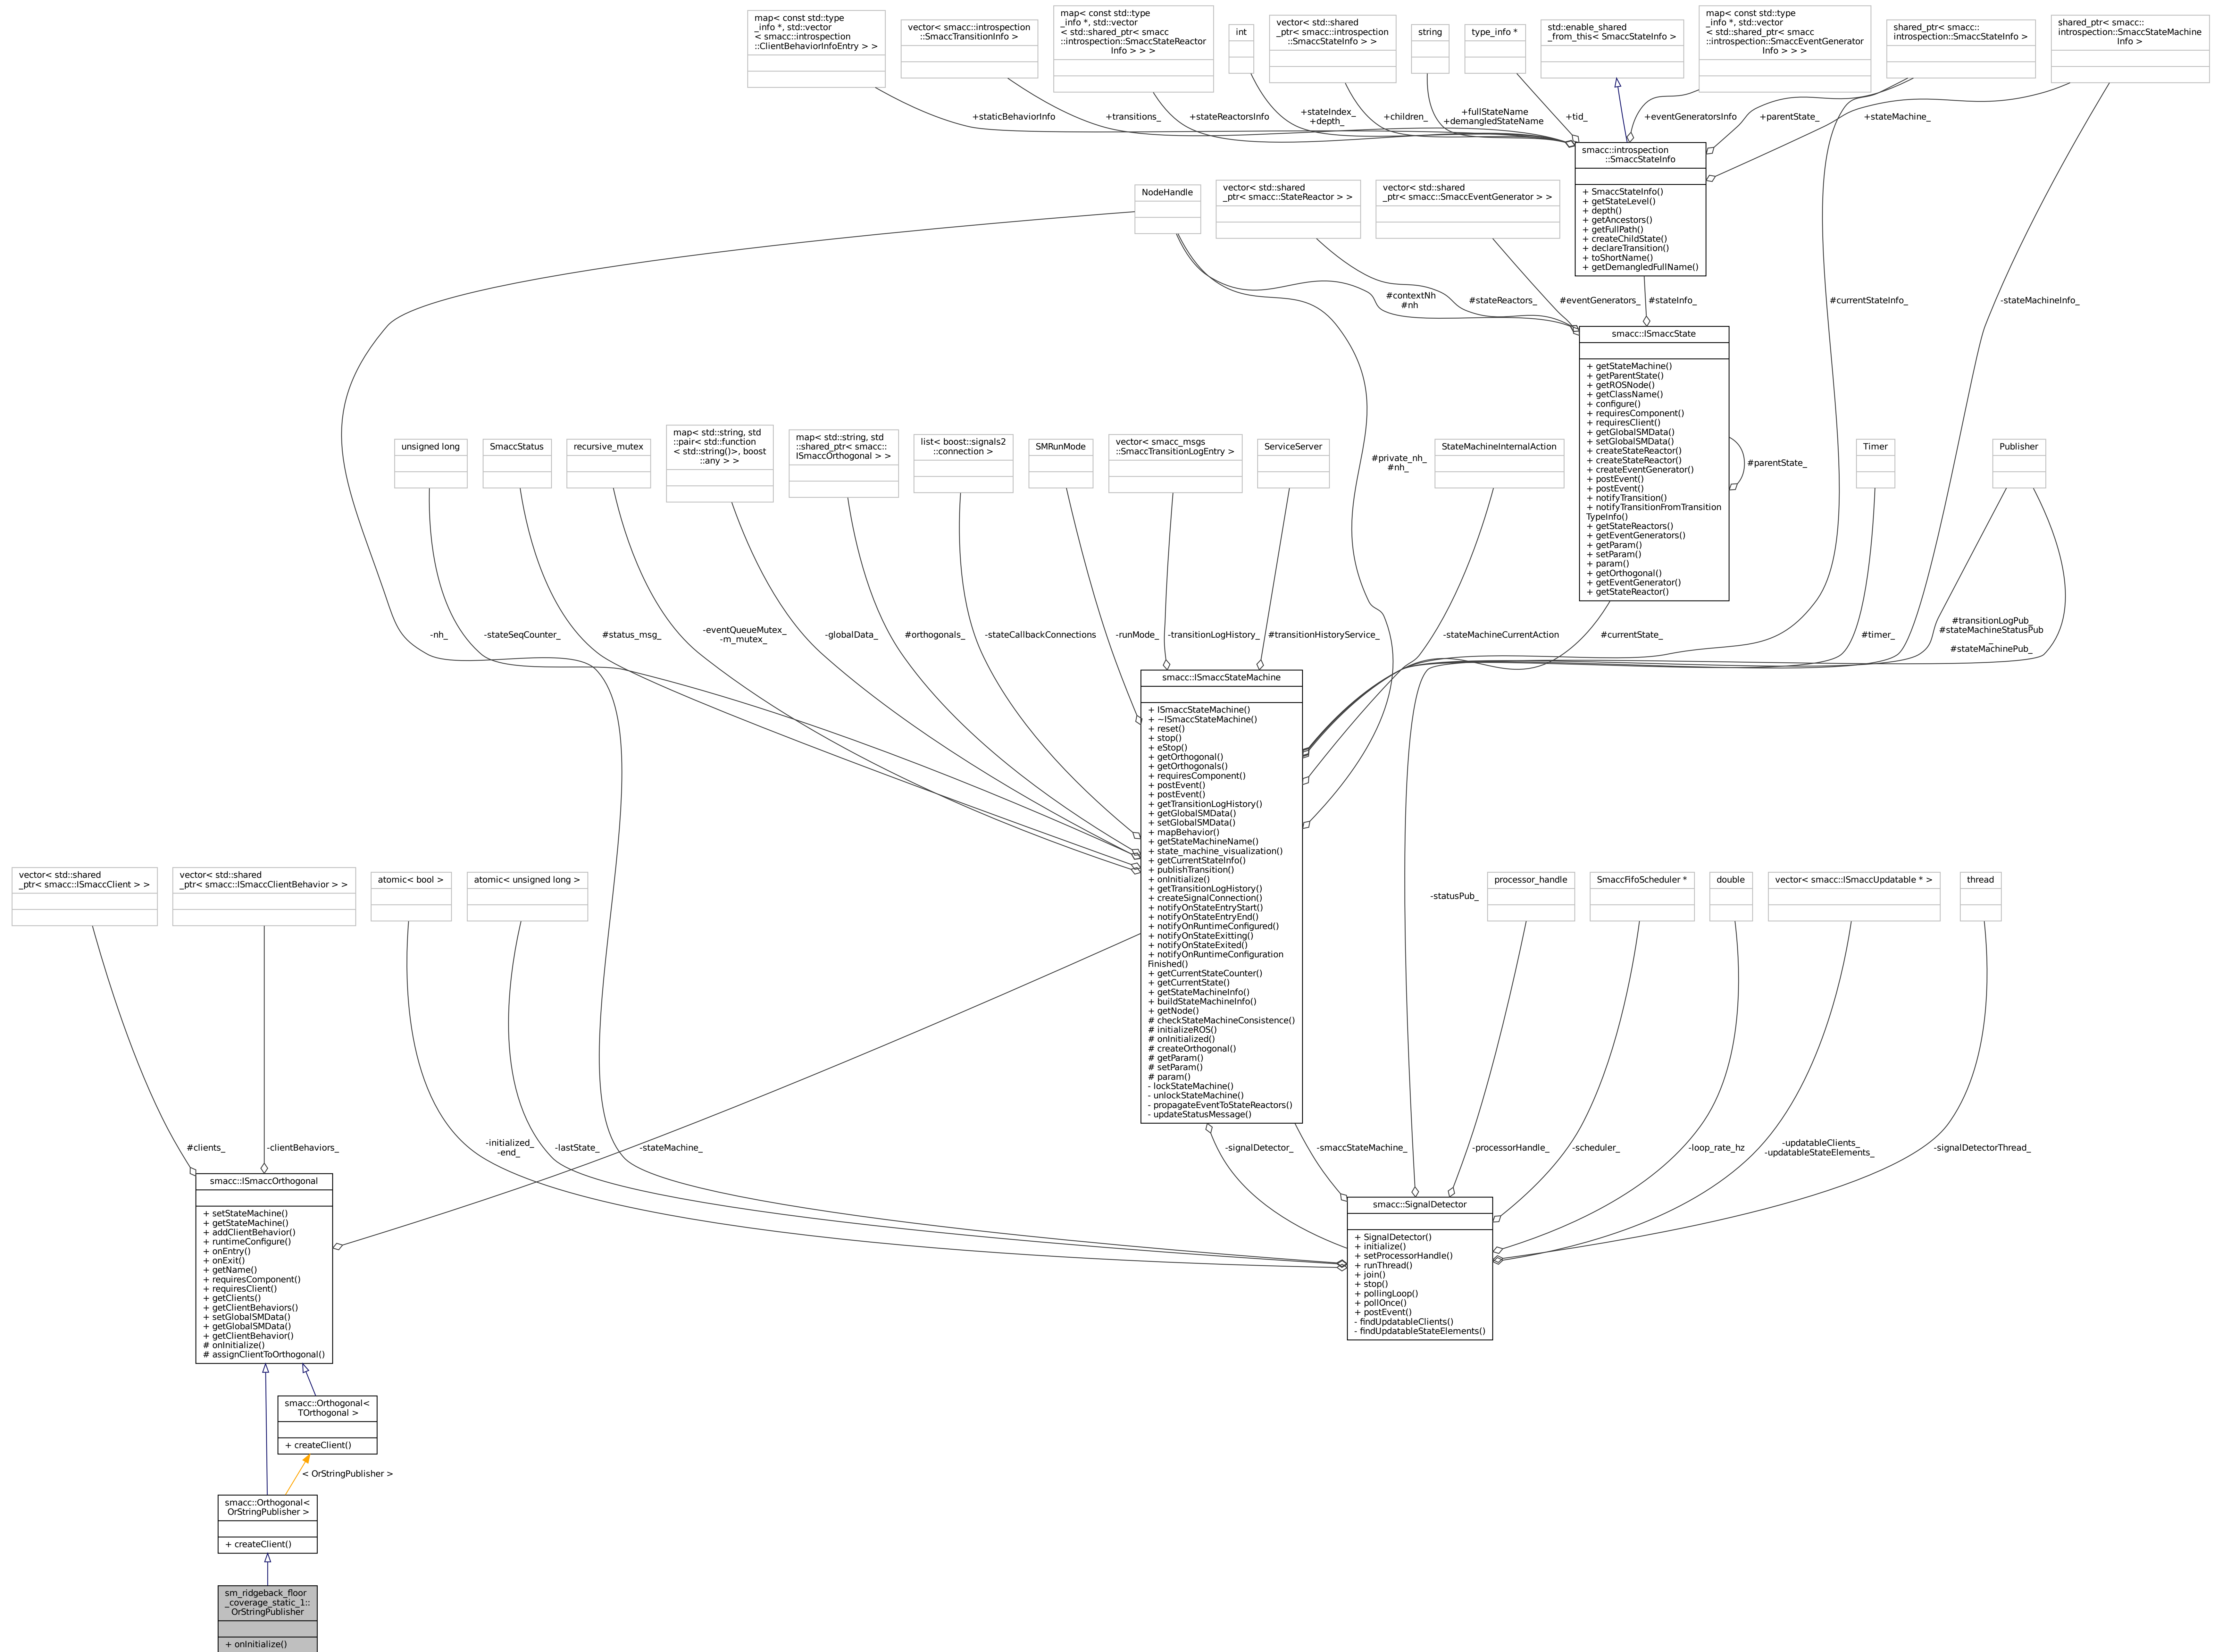 map< const std::type
_info *, std::vector
< smacc::introspection
::ClientBehaviorInfoEntry > >
vector< smacc::introspection
::SmaccTransitionInfo >
map< const std::type
_info *, std::vector
< std::shared_ptr< smacc
::introspection::SmaccStateReactor
Info > > >
int
vector< std::shared
_ptr< smacc::introspection
::SmaccStateInfo > >
string
type_info *
std::enable_shared
_from_this< SmaccStateInfo >
map< const std::type
_info *, std::vector
< std::shared_ptr< smacc
::introspection::SmaccEventGenerator
Info > > >
shared_ptr< smacc::
introspection::SmaccStateInfo >
shared_ptr< smacc::
introspection::SmaccStateMachine
Info >
+staticBehaviorInfo
+transitions_
+stateReactorsInfo
+stateIndex_
+depth_
+children_
+fullStateName
+demangledStateName
+tid_
+eventGeneratorsInfo
+parentState_
+stateMachine_
smacc::introspection
::SmaccStateInfo
+ SmaccStateInfo()
+ getStateLevel()
+ depth()
+ getAncestors()
+ getFullPath()
+ createChildState()
+ declareTransition()
+ toShortName()
+ getDemangledFullName()
NodeHandle
vector< std::shared
_ptr< smacc::StateReactor > >
vector< std::shared
_ptr< smacc::SmaccEventGenerator > >
#contextNh
#nh
#stateReactors_
#eventGenerators_
#stateInfo_
#currentStateInfo_
-stateMachineInfo_
smacc::ISmaccState
+ getStateMachine()
+ getParentState()
+ getROSNode()
+ getClassName()
+ configure()
+ requiresComponent()
+ requiresClient()
+ getGlobalSMData()
+ setGlobalSMData()
+ createStateReactor()
+ createStateReactor()
+ createEventGenerator()
+ postEvent()
+ postEvent()
+ notifyTransition()
+ notifyTransitionFromTransition
TypeInfo()
+ getStateReactors()
+ getEventGenerators()
+ getParam()
+ setParam()
+ param()
+ getOrthogonal()
+ getEventGenerator()
+ getStateReactor()
#parentState_
unsigned long
SmaccStatus
recursive_mutex
map< std::string, std
::pair< std::function
< std::string()>, boost
::any > >
map< std::string, std
::shared_ptr< smacc::
ISmaccOrthogonal > >
list< boost::signals2
::connection >
SMRunMode
vector< smacc_msgs
::SmaccTransitionLogEntry >
ServiceServer
#private_nh_
#nh_
StateMachineInternalAction
Timer
Publisher
-nh_
-stateSeqCounter_
#status_msg_
-eventQueueMutex_
-m_mutex_
-globalData_
#orthogonals_
-stateCallbackConnections
-runMode_
-transitionLogHistory_
#transitionHistoryService_
-stateMachineCurrentAction
#currentState_
#timer_
#transitionLogPub_
#stateMachineStatusPub
_
#stateMachinePub_
smacc::ISmaccStateMachine
+ ISmaccStateMachine()
+ ~ISmaccStateMachine()
+ reset()
+ stop()
+ eStop()
+ getOrthogonal()
+ getOrthogonals()
+ requiresComponent()
+ postEvent()
+ postEvent()
+ getTransitionLogHistory()
+ getGlobalSMData()
+ setGlobalSMData()
+ mapBehavior()
+ getStateMachineName()
+ state_machine_visualization()
+ getCurrentStateInfo()
+ publishTransition()
+ onInitialize()
+ getTransitionLogHistory()
+ createSignalConnection()
+ notifyOnStateEntryStart()
+ notifyOnStateEntryEnd()
+ notifyOnRuntimeConfigured()
+ notifyOnStateExitting()
+ notifyOnStateExited()
+ notifyOnRuntimeConfiguration
Finished()
+ getCurrentStateCounter()
+ getCurrentState()
+ getStateMachineInfo()
+ buildStateMachineInfo()
+ getNode()
# checkStateMachineConsistence()
# initializeROS()
# onInitialized()
# createOrthogonal()
# getParam()
# setParam()
# param()
- lockStateMachine()
- unlockStateMachine()
- propagateEventToStateReactors()
- updateStatusMessage()
vector< std::shared
_ptr< smacc::ISmaccClient > >
vector< std::shared
_ptr< smacc::ISmaccClientBehavior > >
atomic< bool >
atomic< unsigned long >
-statusPub_
processor_handle
SmaccFifoScheduler *
double
vector< smacc::ISmaccUpdatable * >
thread
#clients_
-clientBehaviors_
-initialized_
-end_
-lastState_
-stateMachine_
-signalDetector_
-smaccStateMachine_
-processorHandle_
-scheduler_
-loop_rate_hz
-updatableClients_
-updatableStateElements_
-signalDetectorThread_
smacc::ISmaccOrthogonal
+ setStateMachine()
+ getStateMachine()
+ addClientBehavior()
+ runtimeConfigure()
+ onEntry()
+ onExit()
+ getName()
+ requiresComponent()
+ requiresClient()
+ getClients()
+ getClientBehaviors()
+ setGlobalSMData()
+ getGlobalSMData()
+ getClientBehavior()
# onInitialize()
# assignClientToOrthogonal()
smacc::SignalDetector
+ SignalDetector()
+ initialize()
+ setProcessorHandle()
+ runThread()
+ join()
+ stop()
+ pollingLoop()
+ pollOnce()
+ postEvent()
- findUpdatableClients()
- findUpdatableStateElements()
smacc::Orthogonal<
TOrthogonal >
+ createClient()
< OrStringPublisher >
smacc::Orthogonal<
OrStringPublisher >
+ createClient()
sm_ridgeback_floor
_coverage_static_1::
OrStringPublisher
+ onInitialize()